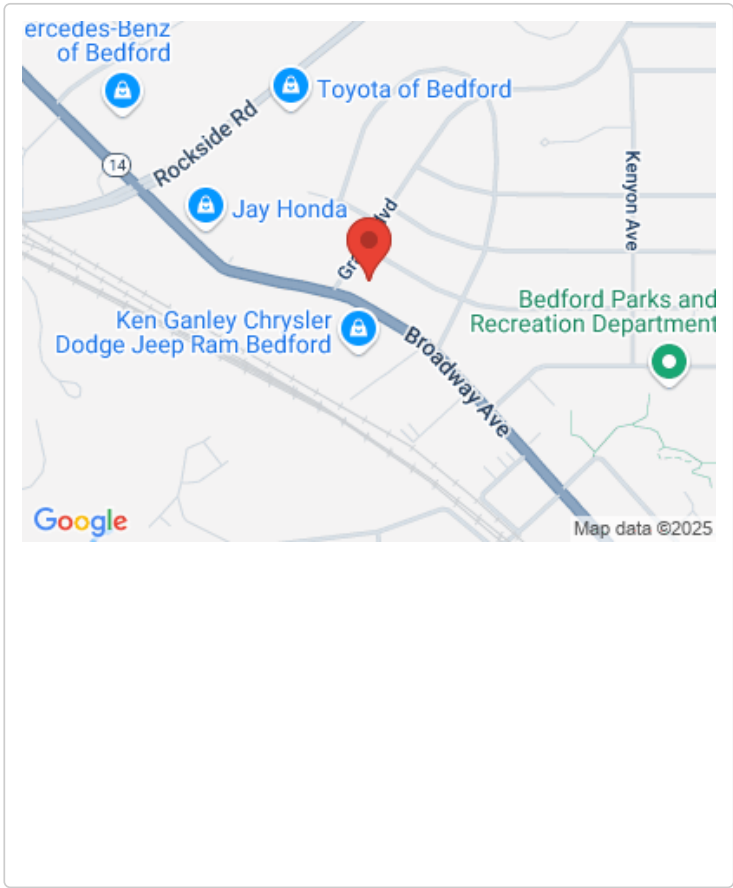 ercedes-Benz
of Bedford
Toyota of Bedford
Rockside Rd
14
Kenyon Ave
Jay Honda
lvd
Ken Ganley Chrysler
Dodge Jeep Ram Bedford
Bedford Parks and
Recreation Department
Broadway Ave
Google
Map data ©2025